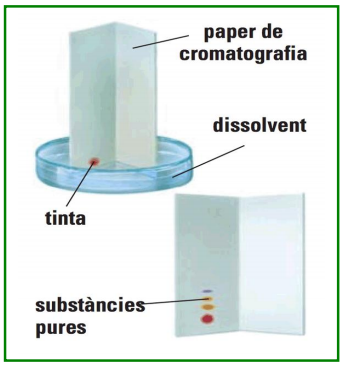 paper de
cromatografia
dissolvent
tinta
substàncies
pures